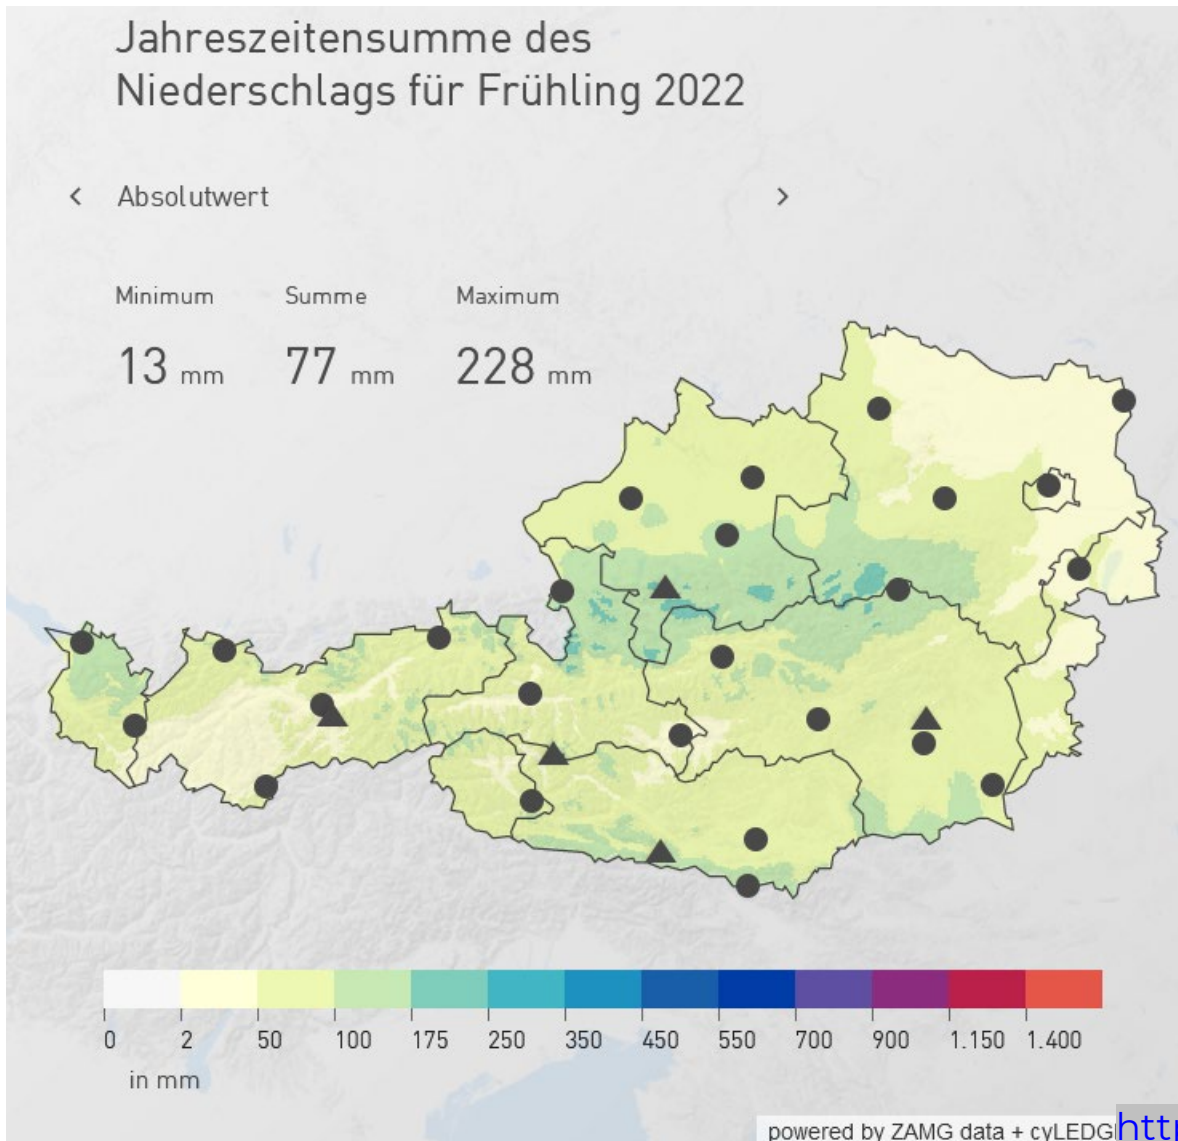 Jahreszeitensumme des
Niederschlags für Frühling 2022
< Absolutwert >
Minimum Summe Maximum
13 mm 77 mm 228 mm
0 2 50 100 175 250 350 450 550 700 900 1.150 1.400
in mm
powered by ZAMG data + cyLEDG